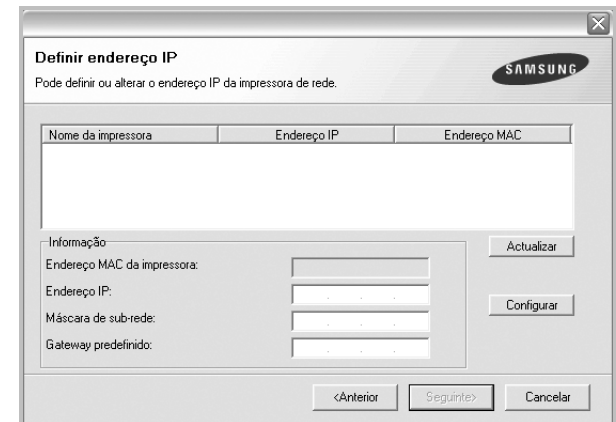 Definir endereço IP
Pode definir ou alterar o endereço IP da impressora de rede.
SAMSUNG
Nome da impressora Endereço IP Endereço MAC
Informação
Endereço MAC da impressora:
Endereço IP:
Máscara de sub-rede:
Gateway predefinido:
Actualizar
Configurar
<Anterior Seguinte> Cancelar